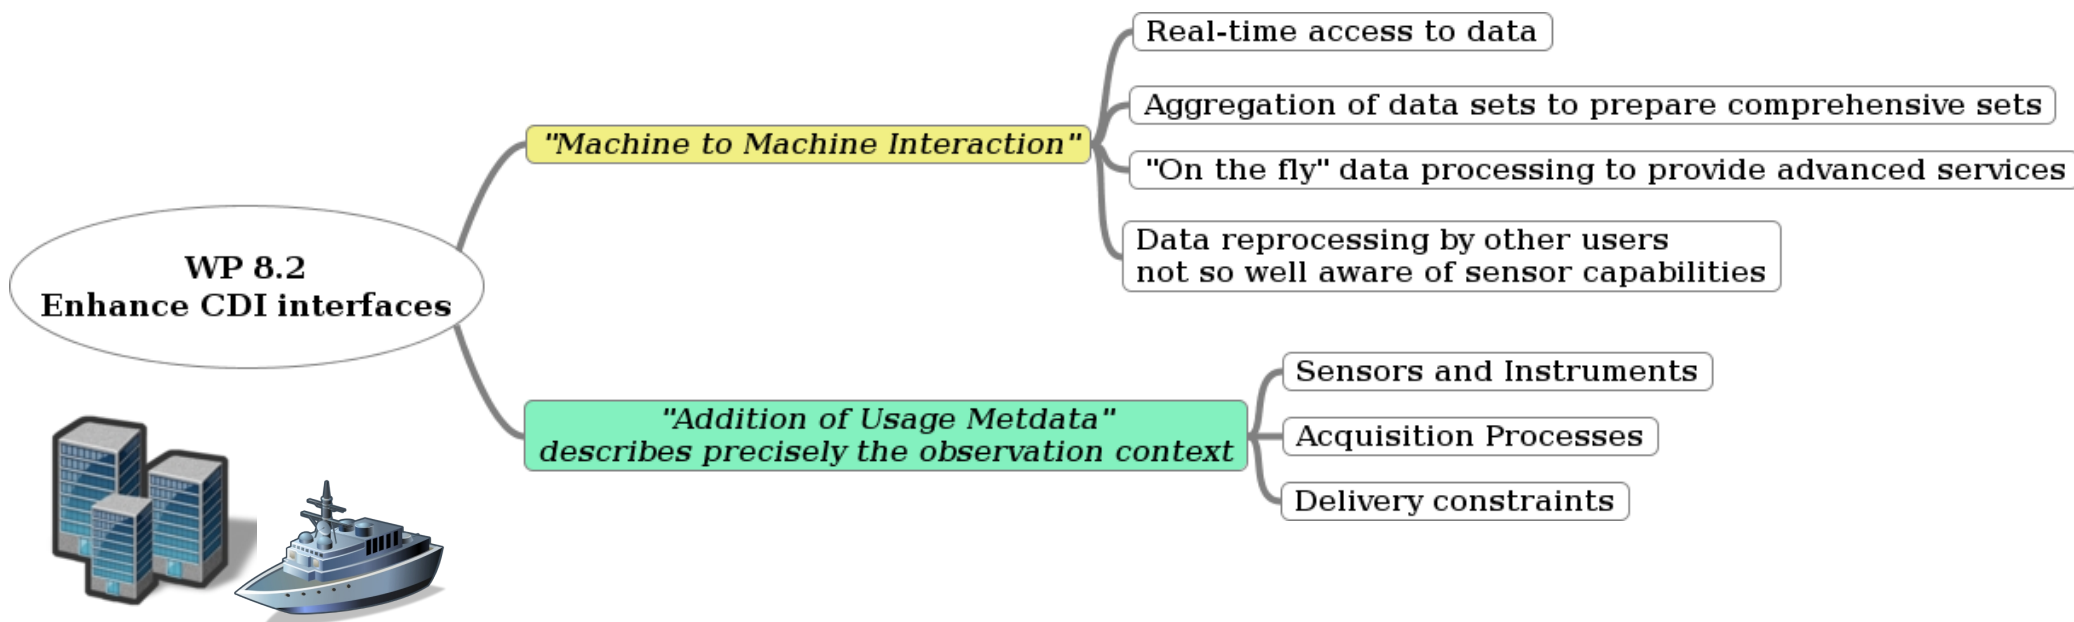 WP 8.2
Enhance CDI interfaces
"Machine to Machine Interaction"
Real-time access to data
Aggregation of data sets to prepare comprehensive sets
"On the fly" data processing to provide advanced services
Data reprocessing by other users
not so well aware of sensor capabilities
"Addition of Usage Metdata"
describes precisely the observation context
Sensors and Instruments
Acquisition Processes
Delivery constraints